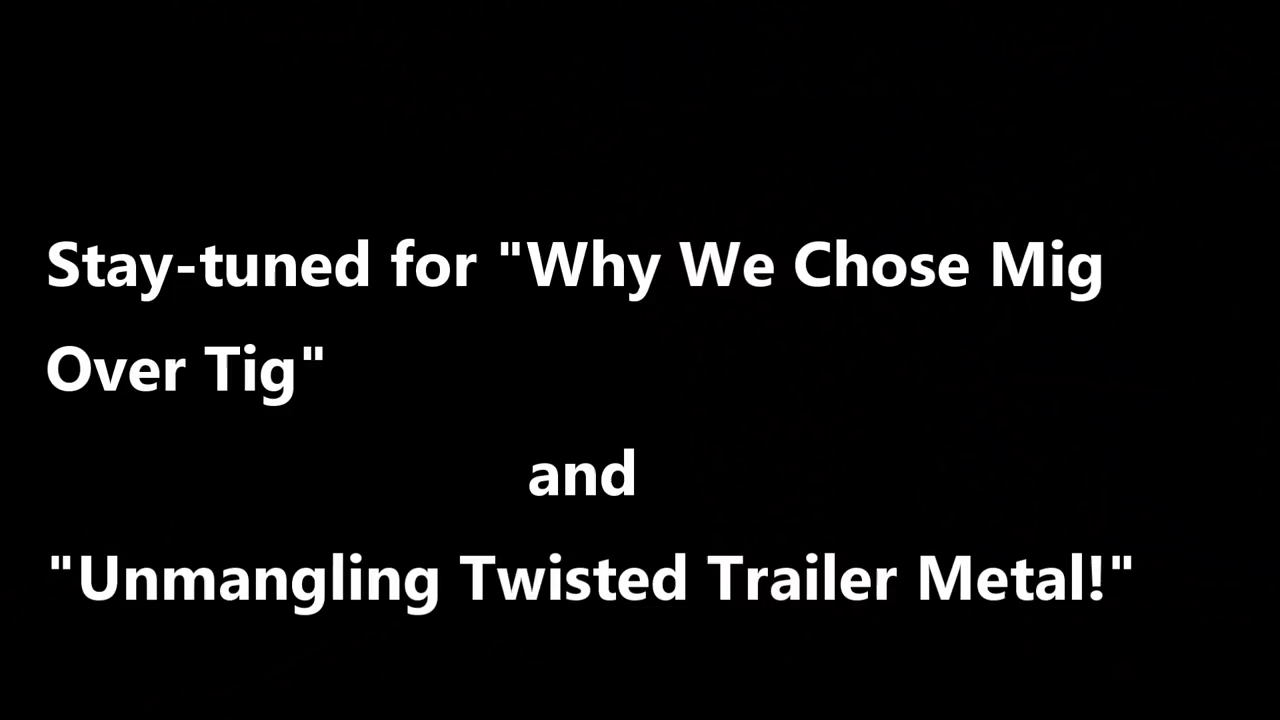 Stay-tuned for "Why We Chose Mig
Over Tig"
and
"Unmangling Twisted Trailer Metal!"